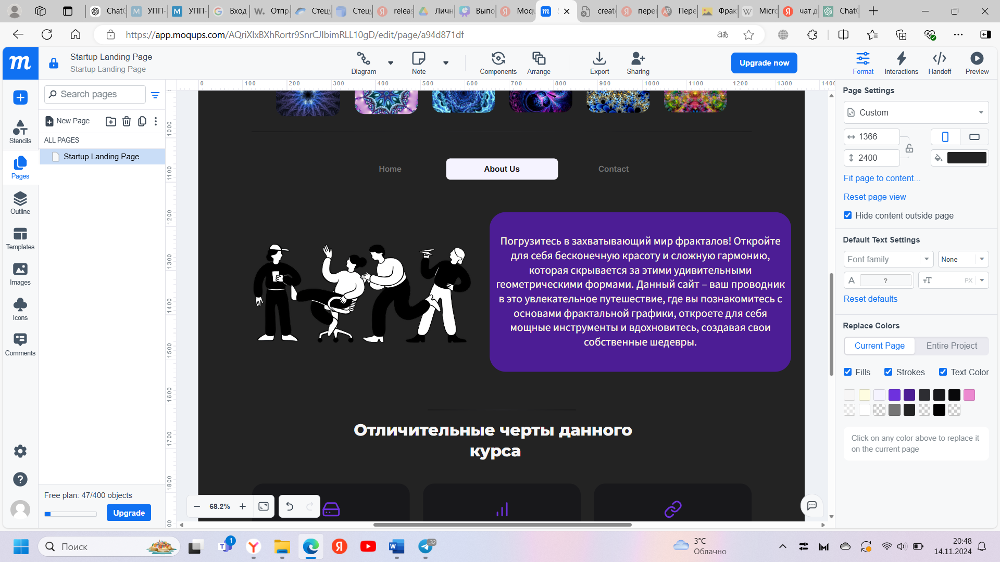 ChatG
УПП-
УПП-
Вход
Отпр
Стец
Стец
releas
Личн
Выпо
Moqu
creat
пере
Пере
Фрак
Micro
чат д
ChatG
https://app.moqups.com/AQriXlxBXhRortr9SnrCJIbimRLL10gD/edit/page/a94d871df
Startup Landing Page
Startup Landing Page
Diagram
Note
Components
Arrange
Export
Sharing
Upgrade now
Format
Interactions
Handoff
Preview
0 100 200 300 400 500 600 700 800 900 1000 1100 1200 1300 1400
Search pages
New Page
ALL PAGES
Startup Landing Page
Stencils
Pages
Outline
Templates
Images
Icons
Comments
1000
1100
1200
1300
1400
1500
1600
1700
1800
Home
About Us
Contact
Погрузитесь в захватывающий мир фракталов! Откройте
для себя бесконечную красоту и сложную гармонию,
которая скрывается за этими удивительными
геометрическими формами. Данный сайт – ваш проводник
в это увлекательное путешествие, где вы познакомитесь с
основами фрактальной графики, откроете для себя
мощные инструменты и вдохновитесь, создавая свои
собственные шедевры.
Отличительные черты данного
курса
Free plan: 47/400 objects
Upgrade
68.2%
Page Settings
Custom
1366
2400
Fit page to content...
Reset page view
Hide content outside page
Default Text Settings
Font family
None
?
PX
Reset defaults
Replace Colors
Current Page
Entire Project
Fills
Strokes
Text Color
Click on any color above to replace it
on the current page
Поиск
1
32
3°C
Облачно
20:48
14.11.2024